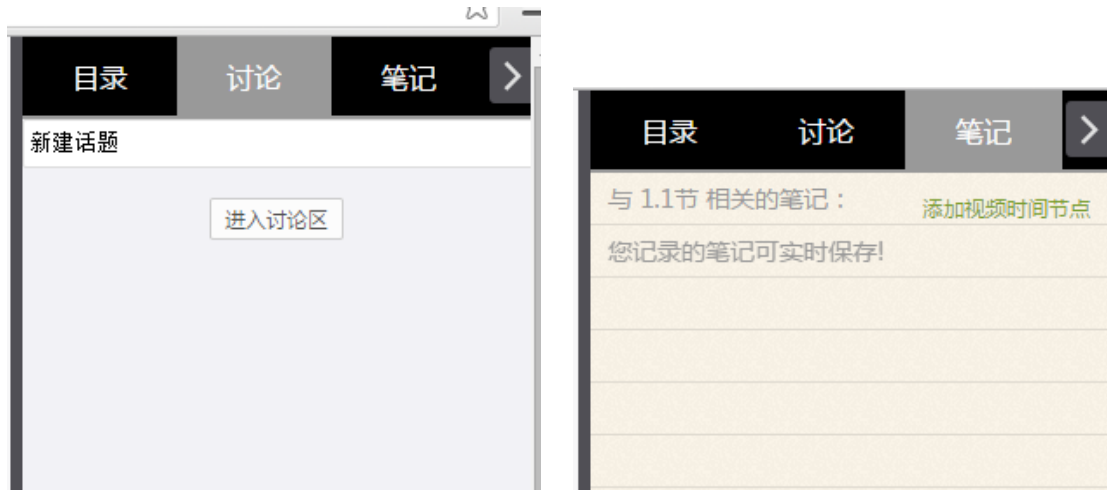 目录 讨论 笔记
新建话题
进入讨论区
目录 讨论 笔记
与 1.1节 相关的笔记： 添加视频时间节点
您记录的笔记可实时保存!